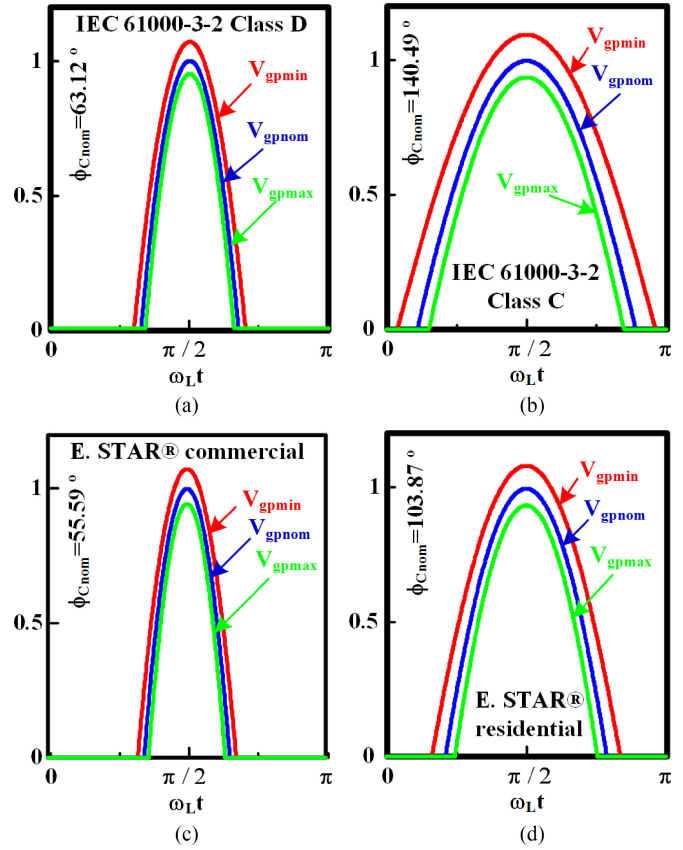 IEC 61000-3-2 Class D
1
0.5
0
ϕCnom=63.12 °
Vgpmin
Vgpnom
Vgpmax
0
π / 2
π
ωLt
(a)
1
0.5
0
ϕCnom=140.49 °
Vgpmin
Vgpnom
Vgpmax
IEC 61000-3-2
Class C
0
π / 2
π
ωLt
(b)
E. STAR® commercial
1
0.5
0
ϕCnom=55.59 °
Vgpmin
Vgpnom
Vgpmax
0
π / 2
π
ωLt
(c)
1
0.5
0
ϕCnom=103.87 °
Vgpmin
Vgpnom
Vgpmax
E. STAR®
residential
0
π / 2
π
ωLt
(d)